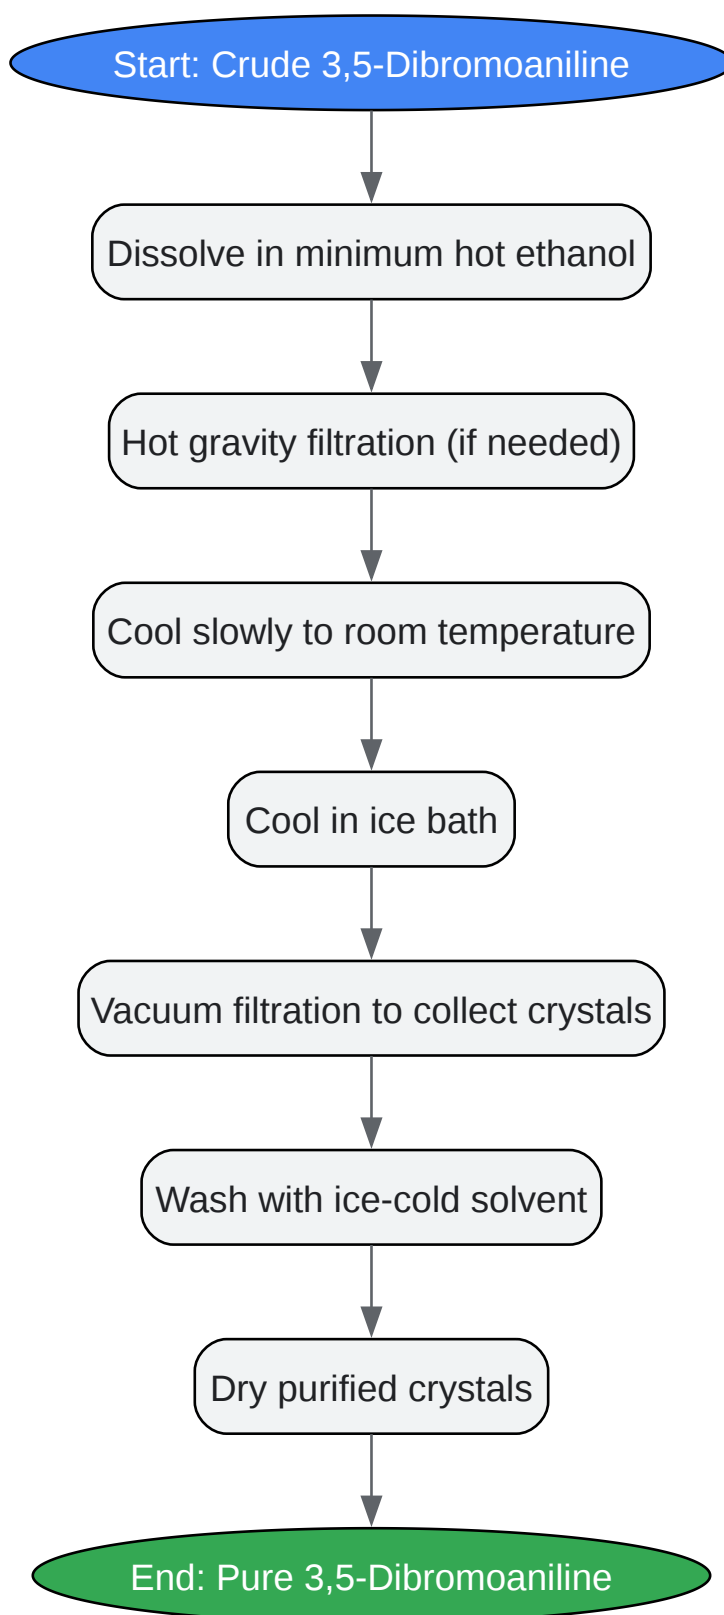 Start: Crude 3,5-Dibromoaniline
Dissolve in minimum hot ethanol
Hot gravity filtration (if needed)
Cool slowly to room temperature
Cool in ice bath
Vacuum filtration to collect crystals
Wash with ice-cold solvent
Dry purified crystals
End: Pure 3,5-Dibromoaniline